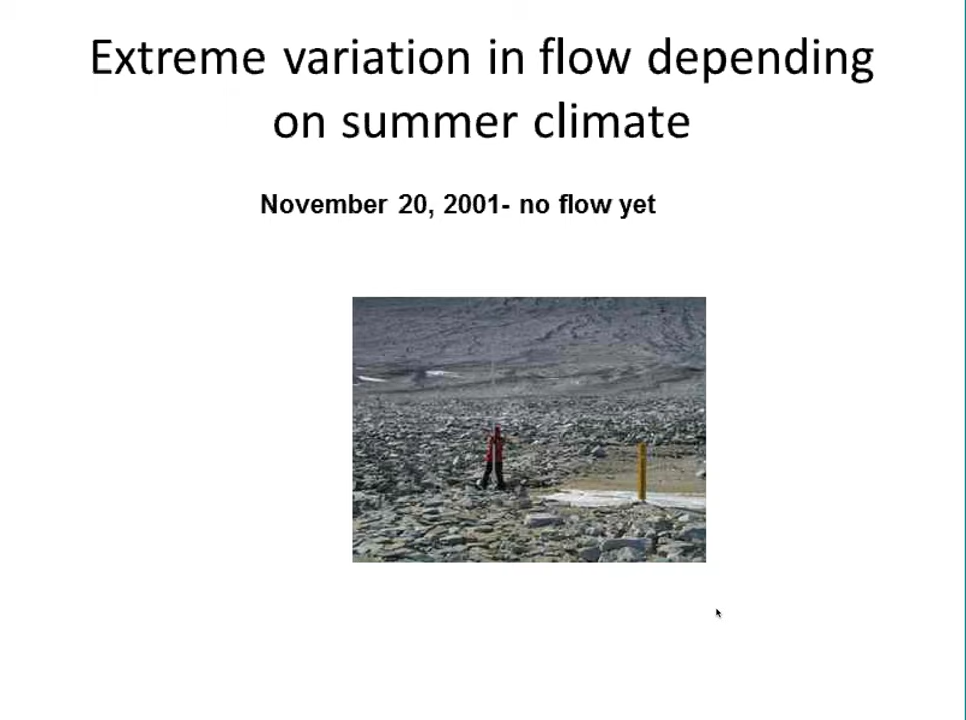 Extreme variation in flow depending
on summer climate
November 20, 2001- no flow yet